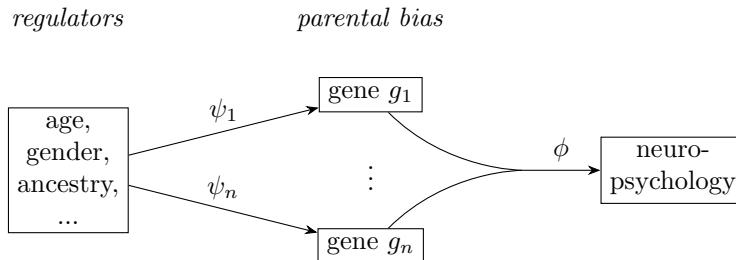 regulators
parental bias
age,
gender,
ancestry,
...
ψ₁
ψₙ
gene g₁
⋮
gene gₙ
ϕ
neuro-
psychology